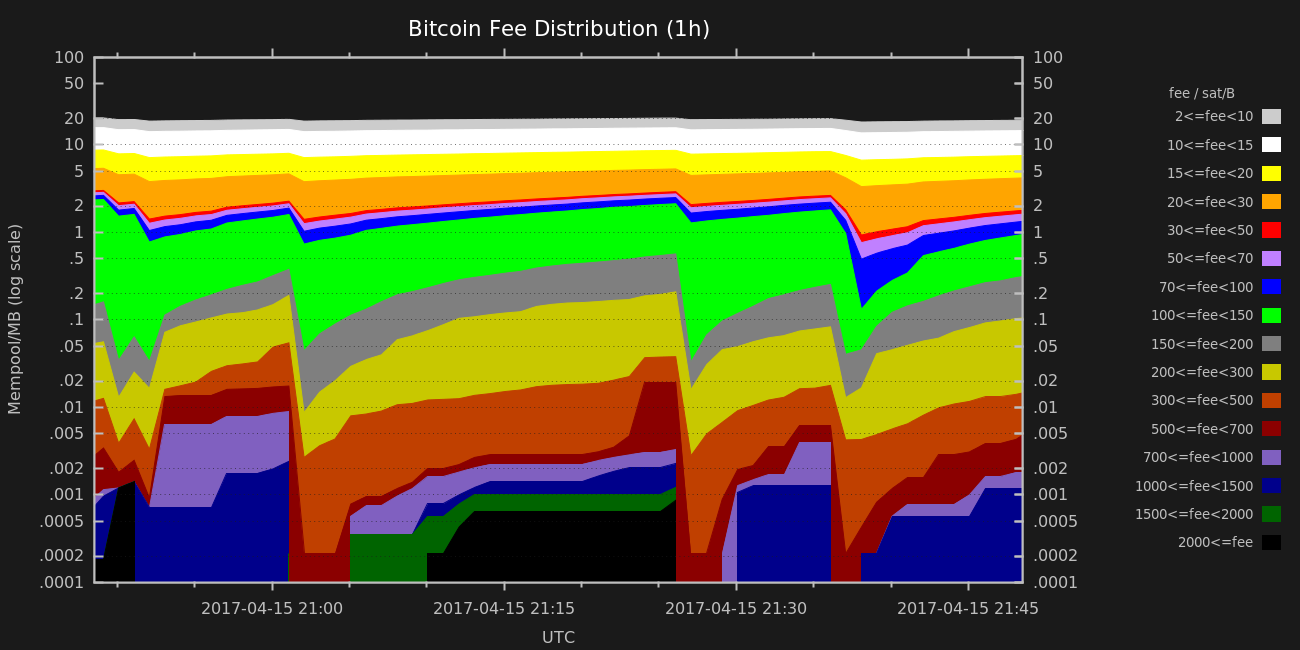 Bitcoin Fee Distribution (1h)
100 100
50 50
20 20
10 10
5 5
2 2
1 1
.5 .5
.2 .2
.1 .1
.05 .05
.02 .02
.01 .01
.005 .005
.002 .002
.001 .001
.0005 .0005
.0002 .0002
.0001 .0001
Mempool/MB (log scale)
2017-04-15 21:00 2017-04-15 21:15 2017-04-15 21:30 2017-04-15 21:45
UTC
fee / sat/B
2<=fee<10
10<=fee<15
15<=fee<20
20<=fee<30
30<=fee<50
50<=fee<70
70<=fee<100
100<=fee<150
150<=fee<200
200<=fee<300
300<=fee<500
500<=fee<700
700<=fee<1000
1000<=fee<1500
1500<=fee<2000
2000<=fee